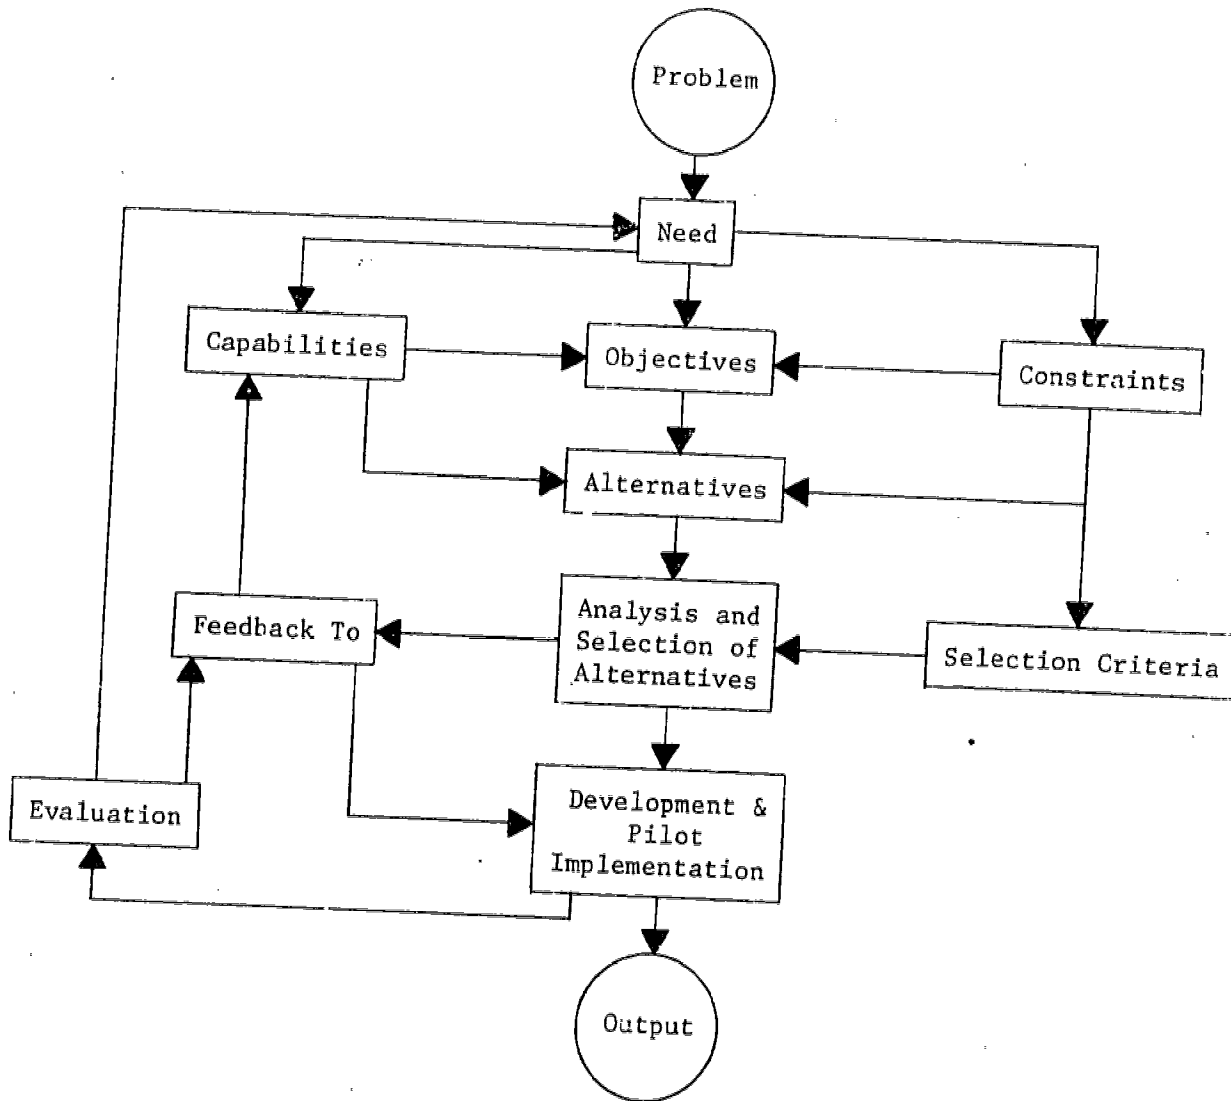 Problem
Need
Capabilities
Objectives
Constraints
Alternatives
Feedback To
Analysis and
Selection of
Alternatives
Selection Criteria
Evaluation
Development &
Pilot
Implementation
Output